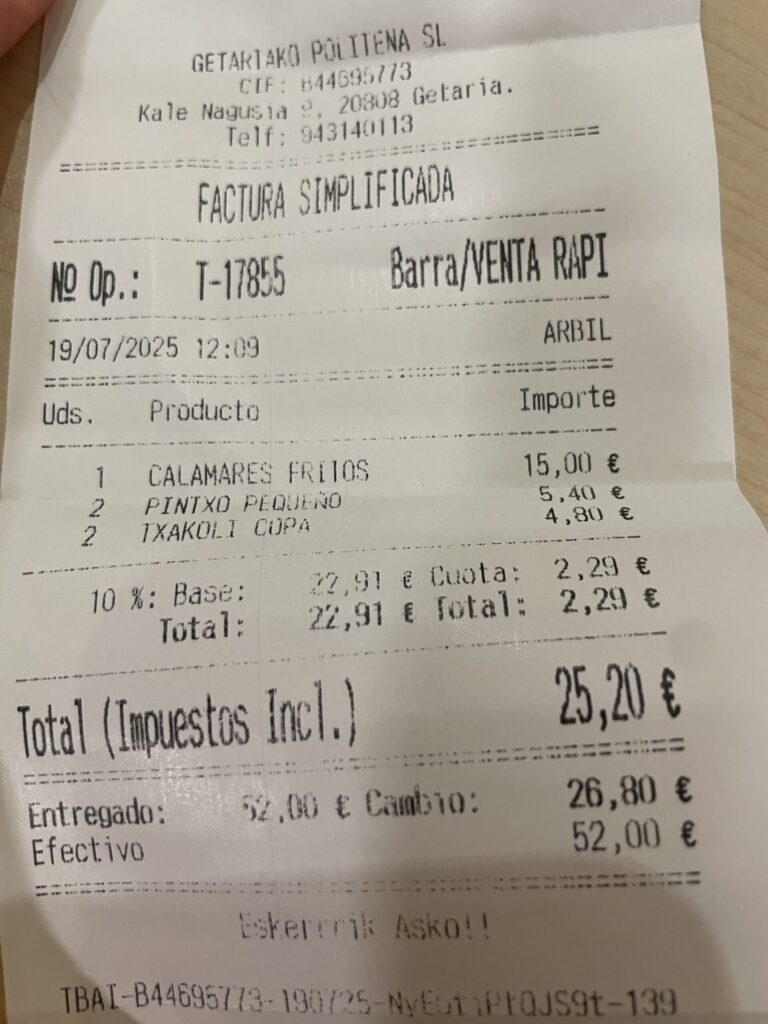 GETARIAKO POLITENA SL
CIF: B44695773
Kale Nagusia 9, 20808 Getaria.
Telf: 943140113
FACTURA SIMPLIFICADA
Nº Op.: T-17855 Barra/VENTA RAPI
19/07/2025 12:09 ARBIL
Uds. Producto Importe
1 CALAMARES FRITOS 15,00 €
2 PINTXO PEQUEÑO 5,40 €
2 TXAKOLI COPA 4,80 €
10 %: Base: 22,91 € Cuota: 2,29 €
Total: 22,91 € Total: 2,29 €
Total (Impuestos Incl.) 25,20 €
Entregado: 52,00 € Cambio: 26,80 €
Efectivo 52,00 €
Eskerrrik Asko!!